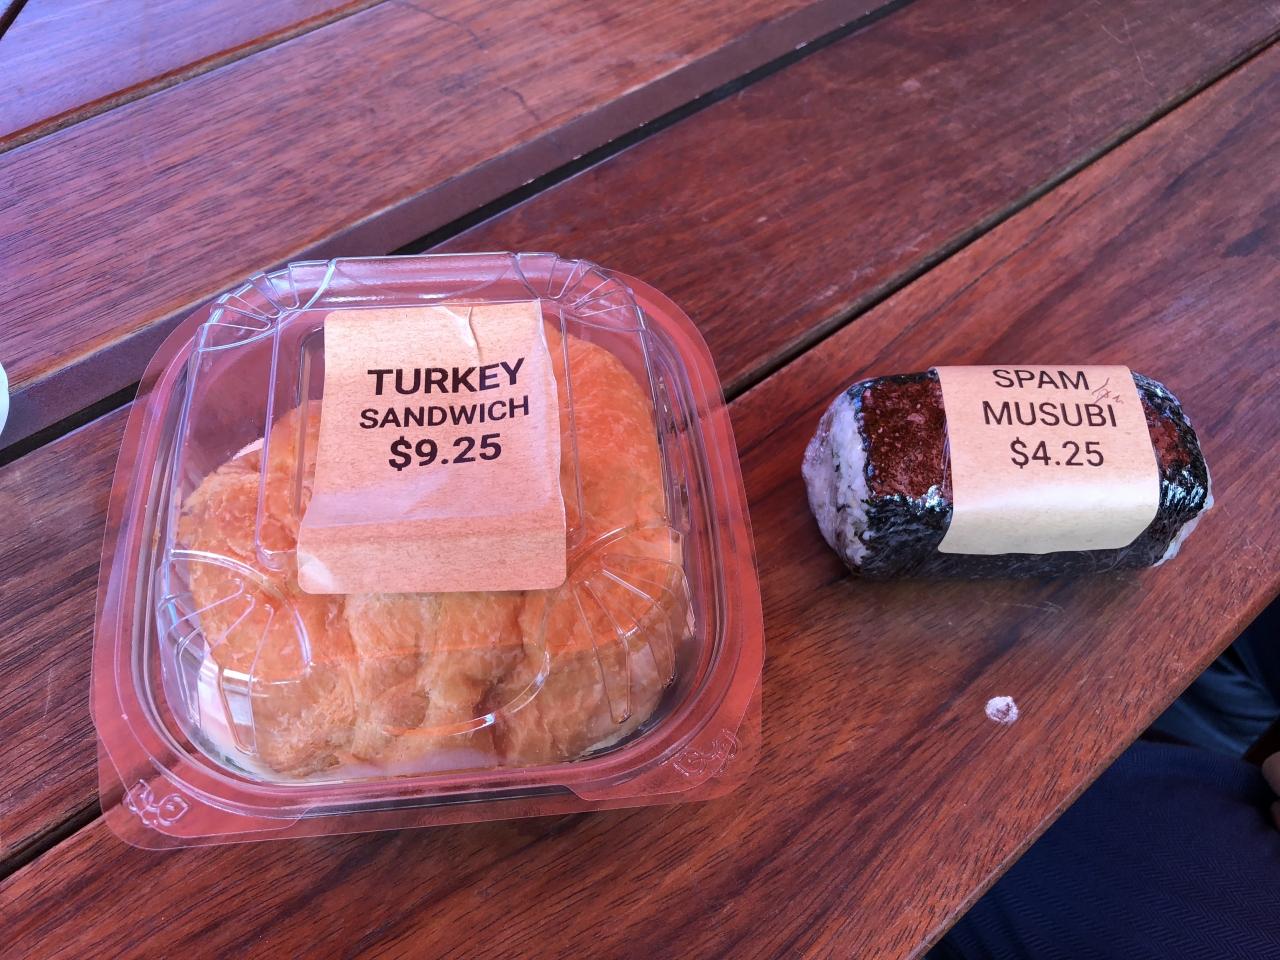 TURKEY
SANDWICH
$9.25
SPAM
MUSUBI
$4.25